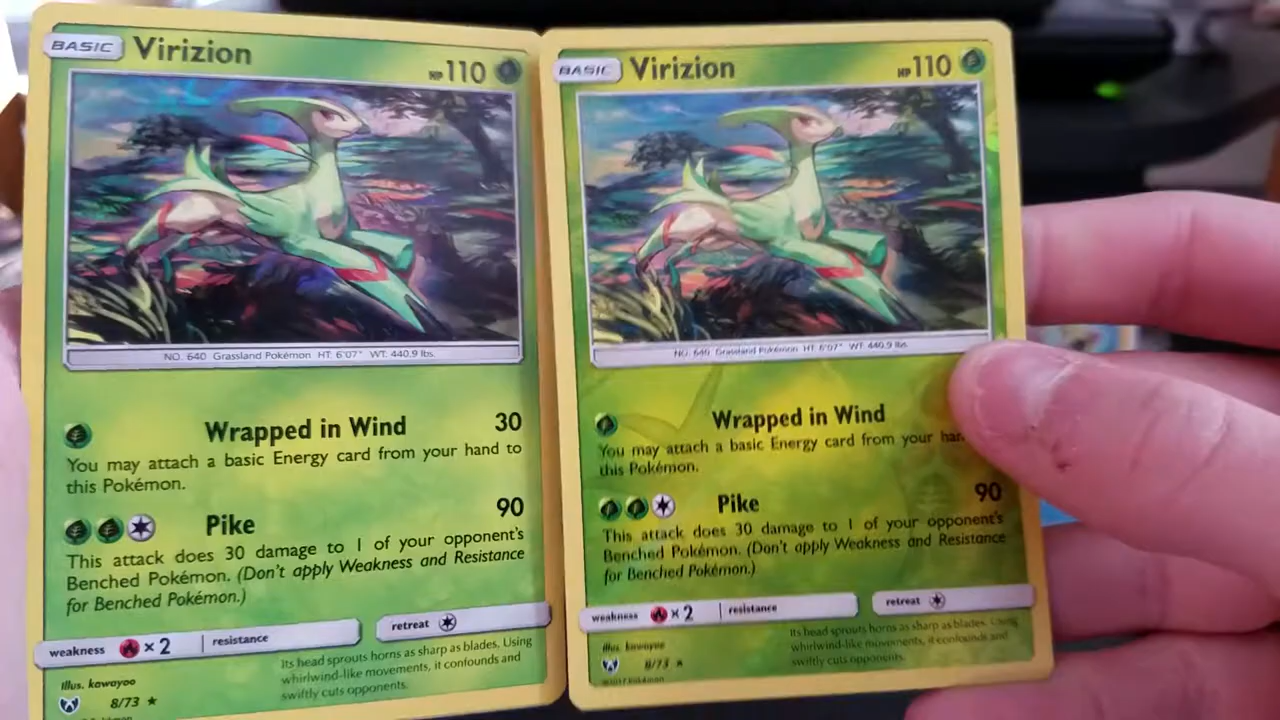 BASIC Virizion HP 110
NO. 640 Grassland Pokémon HT: 6'07" WT: 440.9 lbs.
Wrapped in Wind 30
You may attach a basic Energy card from your hand to
this Pokémon.
Pike 90
This attack does 30 damage to 1 of your opponent's
Benched Pokémon. (Don't apply Weakness and Resistance
for Benched Pokémon.)
weakness ×2 resistance retreat
Its head sprouts horns as sharp as blades. Using
whirlwind-like movements, it confounds and
swiftly cuts opponents.
Illus. kawayoo
8/73 ★
BASIC Virizion HP 110
NO. 640 Grassland Pokémon HT: 6'07" WT: 440.9 lbs.
Wrapped in Wind
You may attach a basic Energy card from your
this Pokémon.
Pike 90
This attack does 30 damage to 1 of your opponent's
Benched Pokémon. (Don't apply Weakness and Resistance
for Benched Pokémon.)
weakness ×2 resistance retreat
Its head sprouts horns as sharp as blades. Using
whirlwind-like movements, it confounds and
swiftly cuts opponents.
Illus. kawayoo
8/73 ★
©2017 Pokémon